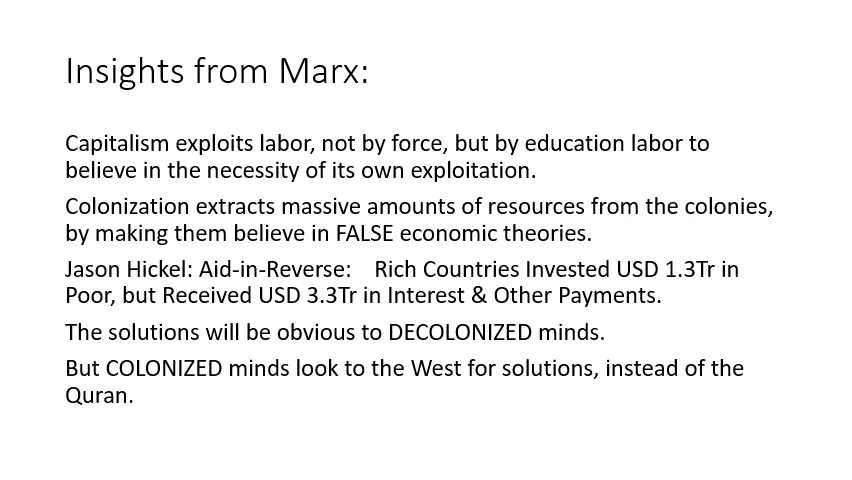 Insights from Marx:
Capitalism exploits labor, not by force, but by education labor to
believe in the necessity of its own exploitation.
Colonization extracts massive amounts of resources from the colonies,
by making them believe in FALSE economic theories.
Jason Hickel: Aid-in-Reverse:    Rich Countries Invested USD 1.3Tr in
Poor, but Received USD 3.3Tr in Interest & Other Payments.
The solutions will be obvious to DECOLONIZED minds.
But COLONIZED minds look to the West for solutions, instead of the
Quran.